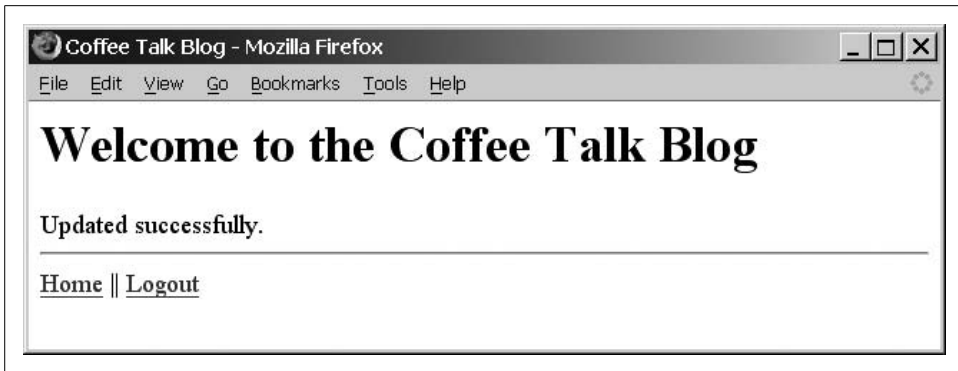 Coffee Talk Blog - Mozilla Firefox
File Edit View Go Bookmarks Tools Help
Welcome to the Coffee Talk Blog
Updated successfully.
Home || Logout